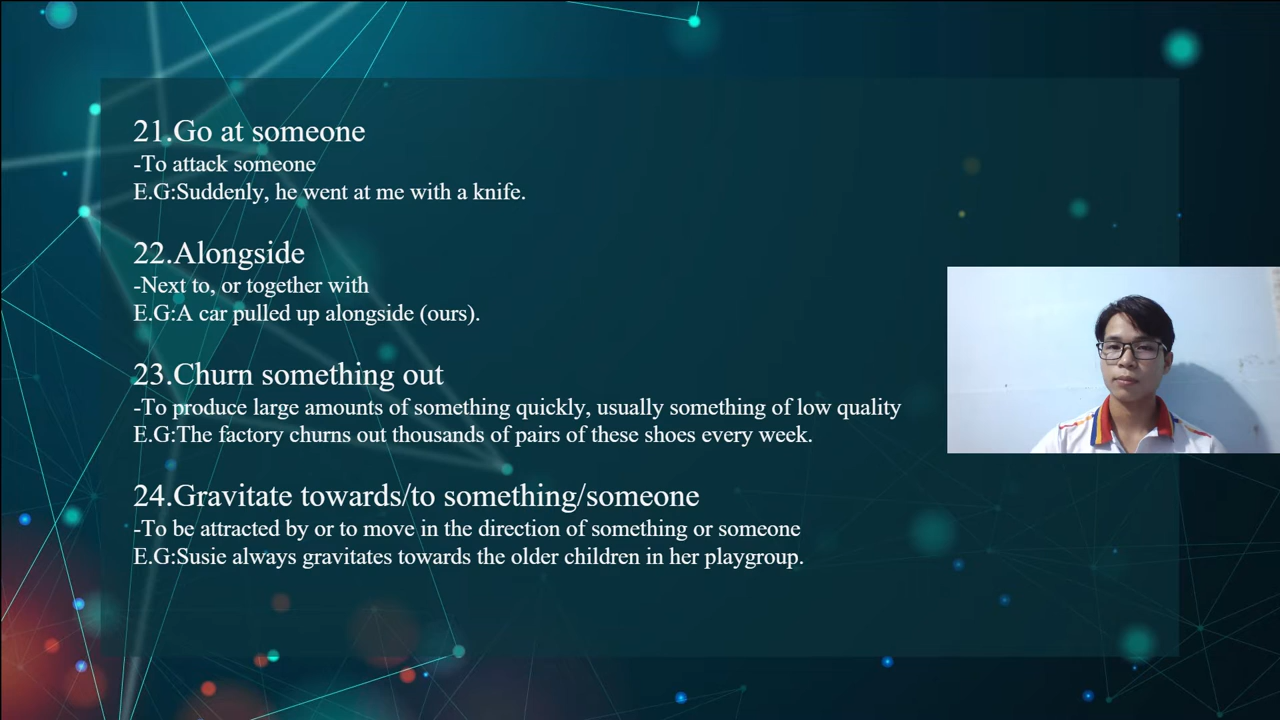 21.Go at someone
-To attack someone
E.G:Suddenly, he went at me with a knife.
22.Alongside
-Next to, or together with
E.G:A car pulled up alongside (ours).
23.Churn something out
-To produce large amounts of something quickly, usually something of low quality
E.G:The factory churns out thousands of pairs of these shoes every week.
24.Gravitate towards/to something/someone
-To be attracted by or to move in the direction of something or someone
E.G:Susie always gravitates towards the older children in her playgroup.